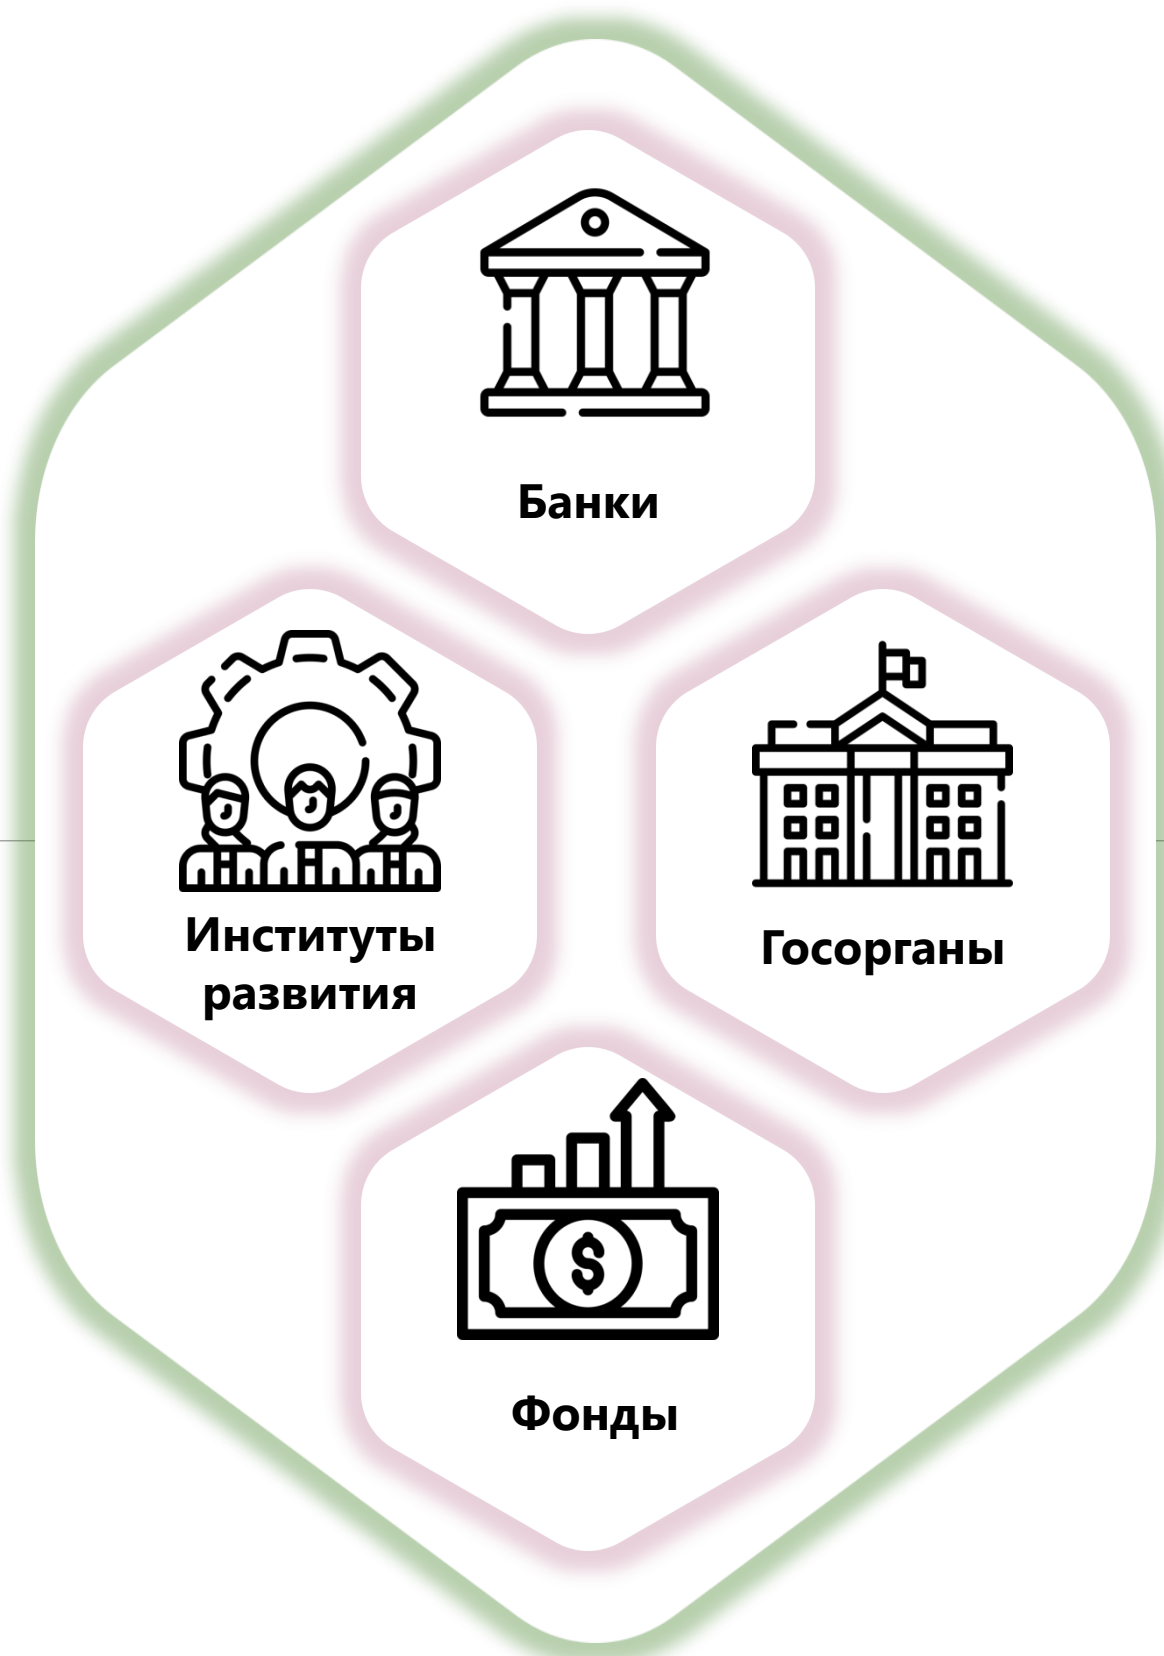 Банки
Институты
развития
Госорганы
Фонды